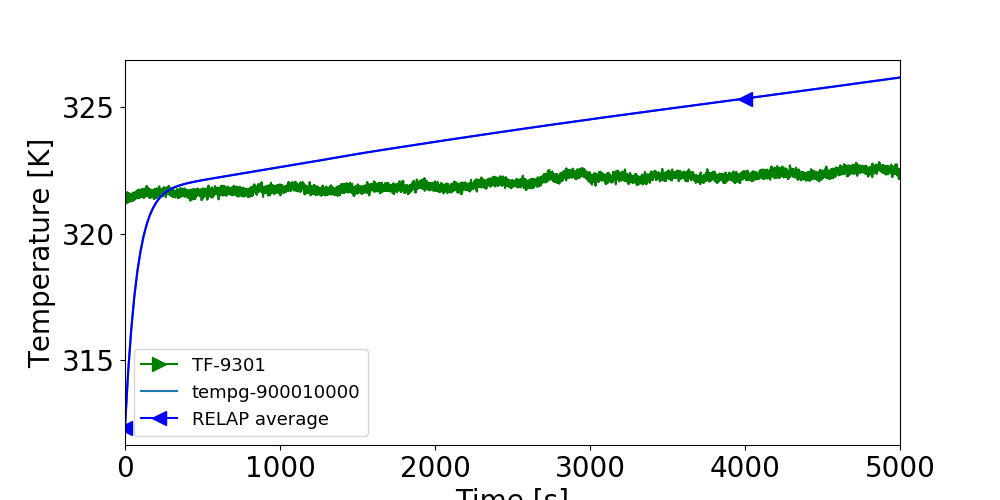 Temperature [K]
325
320
315
TF-9301
tempg-900010000
RELAP average
0 1000 2000 3000 4000 5000
Time [s]